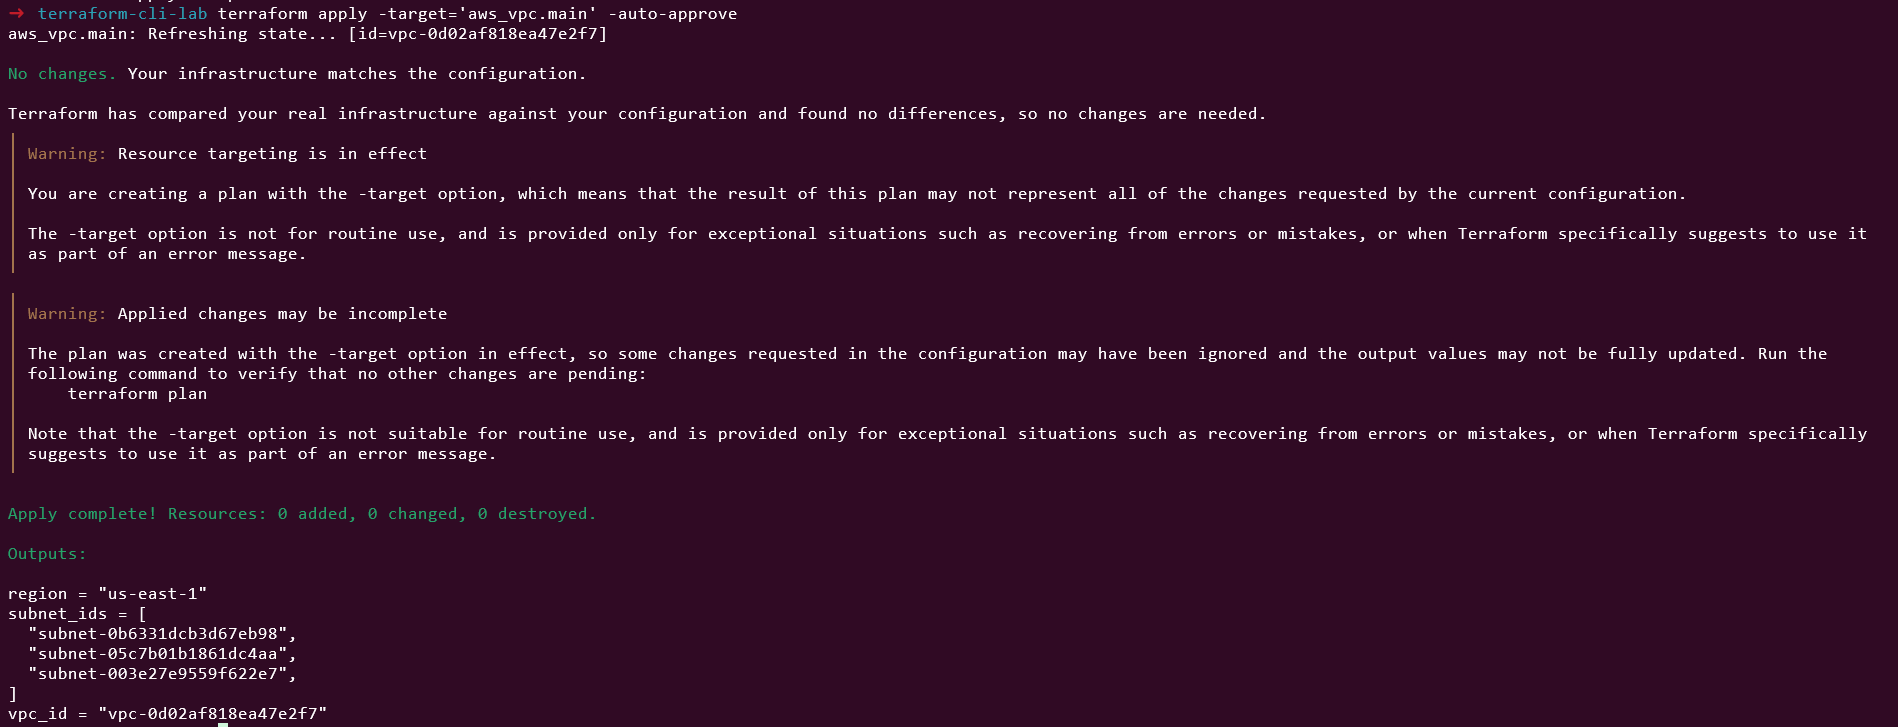 → terraform-cli-lab terraform apply -target='aws_vpc.main' -auto-approve
aws_vpc.main: Refreshing state... [id=vpc-0d02af818ea47e2f7]
No changes. Your infrastructure matches the configuration.
Terraform has compared your real infrastructure against your configuration and found no differences, so no changes are needed.
Warning: Resource targeting is in effect
You are creating a plan with the -target option, which means that the result of this plan may not represent all of the changes requested by the current configuration.
The -target option is not for routine use, and is provided only for exceptional situations such as recovering from errors or mistakes, or when Terraform specifically suggests to use it
as part of an error message.
Warning: Applied changes may be incomplete
The plan was created with the -target option in effect, so some changes requested in the configuration may have been ignored and the output values may not be fully updated. Run the
following command to verify that no other changes are pending:
    terraform plan
Note that the -target option is not suitable for routine use, and is provided only for exceptional situations such as recovering from errors or mistakes, or when Terraform specifically
suggests to use it as part of an error message.
Apply complete! Resources: 0 added, 0 changed, 0 destroyed.
Outputs:
region = "us-east-1"
subnet_ids = [
  "subnet-0b6331dcb3d67eb98",
  "subnet-05c7b01b1861dc4aa",
  "subnet-003e27e9559f622e7",
]
vpc_id = "vpc-0d02af818ea47e2f7"